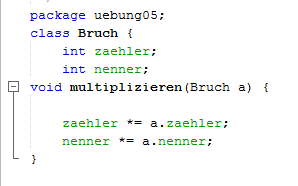 package uebung05;
class Bruch {
int zaehler;
int nenner;
void multiplizieren(Bruch a) {
zaehler *= a.zaehler;
nenner *= a.nenner;
}